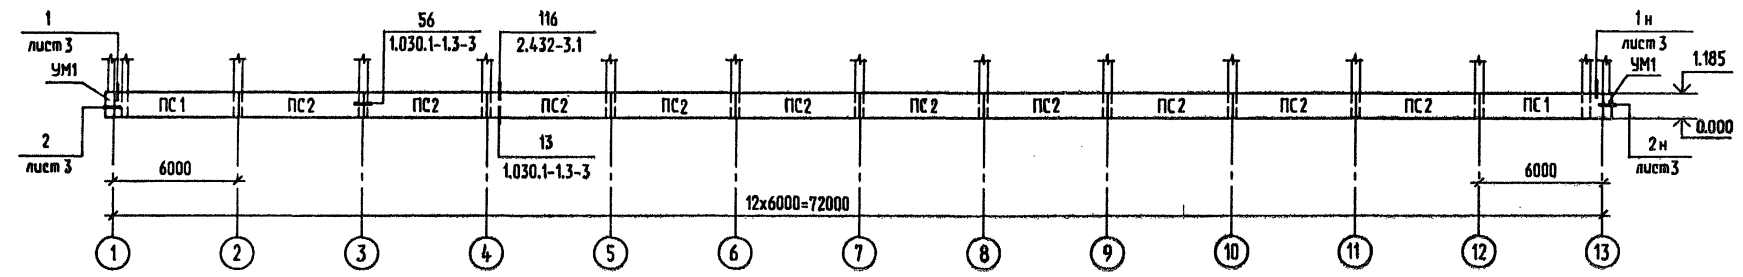 1
лист 3
УМ1
56
1.030.1-1.3-3
116
2.432-3.1
1н
лист 3
УМ1
1.185
ПС1 ПС2 ПС2 ПС2 ПС2 ПС2 ПС2 ПС2 ПС2 ПС2 ПС2 ПС1
0.000
2
лист 3
13
1.030.1-1.3-3
2н
лист 3
6000
6000
12x6000=72000
1 2 3 4 5 6 7 8 9 10 11 12 13